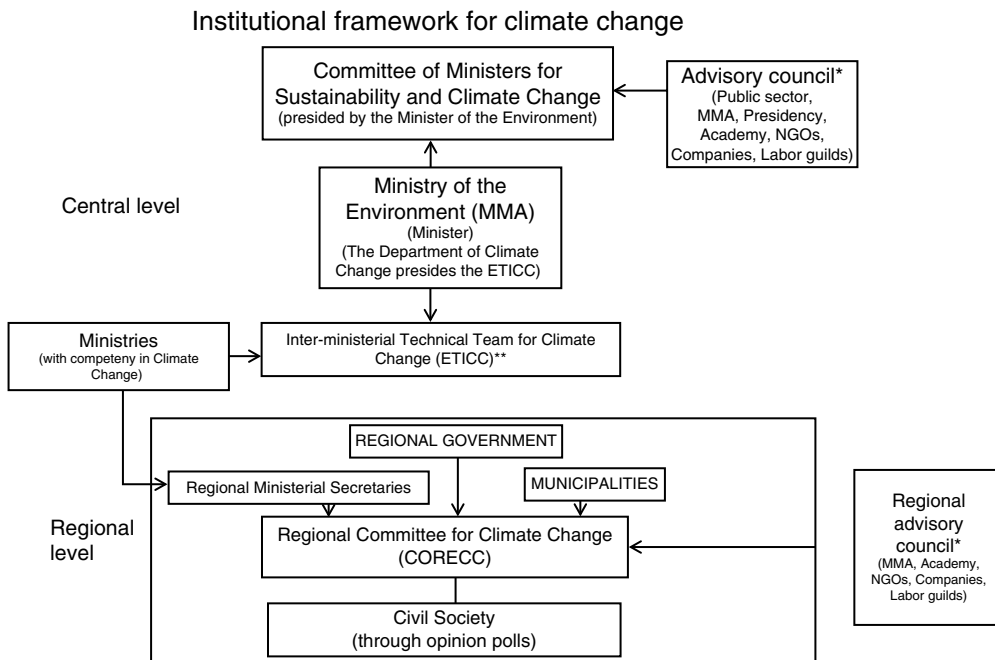 Institutional framework for climate change
Committee of Ministers for
Sustainability and Climate Change
(presided by the Minister of the Environment)
Advisory council*
(Public sector,
MMA, Presidency,
Academy, NGOs,
Companies, Labor guilds)
Central level
Ministry of the
Environment (MMA)
(Minister)
(The Department of Climate
Change presides the ETICC)
Ministries
(with competeny in Climate
Change)
Inter-ministerial Technical Team for Climate
Change (ETICC)**
Regional
level
REGIONAL GOVERNMENT
Regional Ministerial Secretaries
MUNICIPALITIES
Regional Committee for Climate Change
(CORECC)
Civil Society
(through opinion polls)
Regional
advisory
council*
(MMA, Academy,
NGOs, Companies,
Labor guilds)